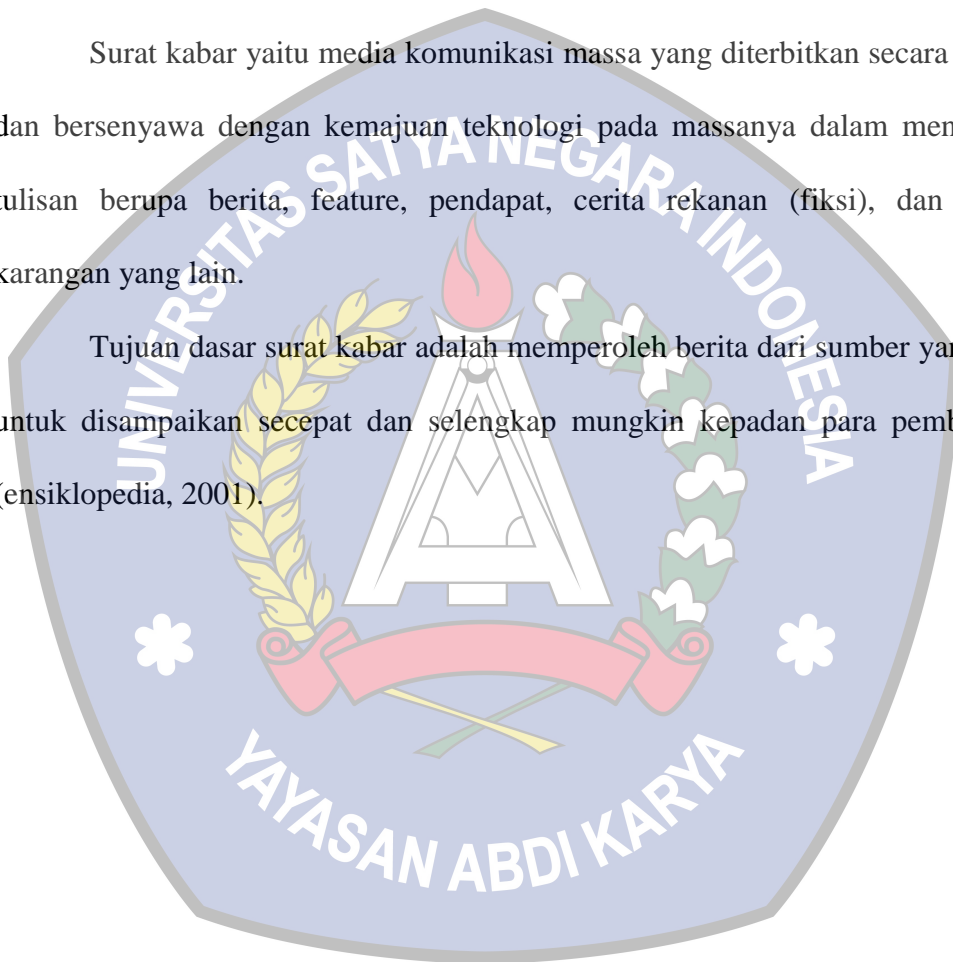 Surat kabar yaitu media komunikasi massa yang diterbitkan secara
dan bersenyawa dengan kemajuan teknologi pada massanya dalam men
tulisan berupa berita, feature, pendapat, cerita rekanan (fiksi), dan
karangan yang lain.
Tujuan dasar surat kabar adalah memperoleh berita dari sumber yan
untuk disampaikan secepat dan selengkap mungkin kepadan para pemb
(ensiklopedia, 2001).
UNIVERSITAS SATYA NEGARA INDONESIA
YAYASAN ABDI KARYA